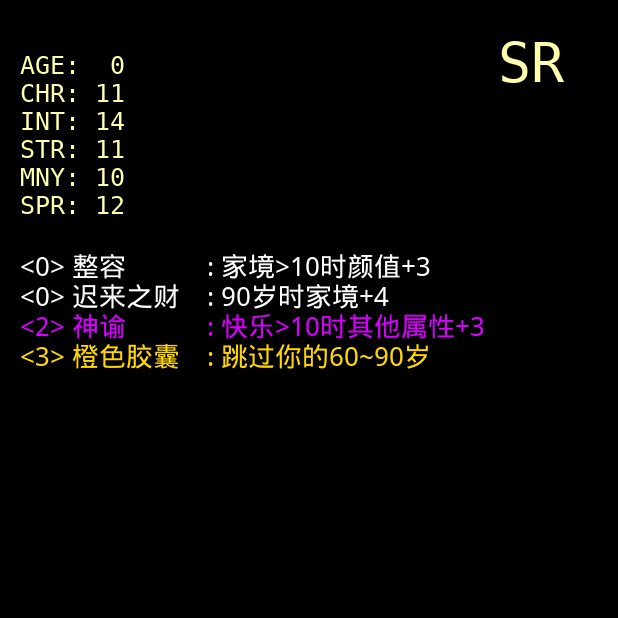 SR
AGE: 0
CHR: 11
INT: 14
STR: 11
MNY: 10
SPR: 12
<0> 整容 : 家境>10时颜值+3
<0> 迟来之财 : 90岁时家境+4
<2> 神谕 : 快乐>10时其他属性+3
<3> 橙色胶囊 : 跳过你的60~90岁